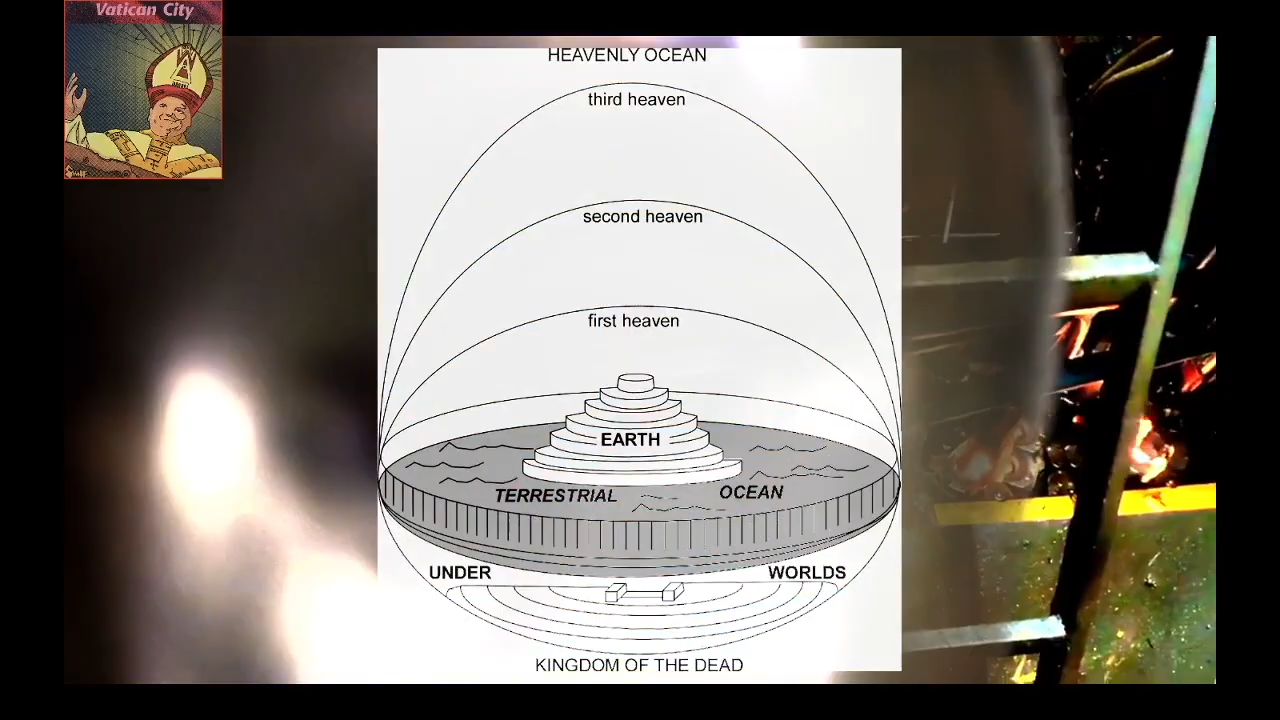 Vatican City
HEAVENLY OCEAN
third heaven
second heaven
first heaven
EARTH
TERRESTRIAL OCEAN
UNDER WORLDS
KINGDOM OF THE DEAD